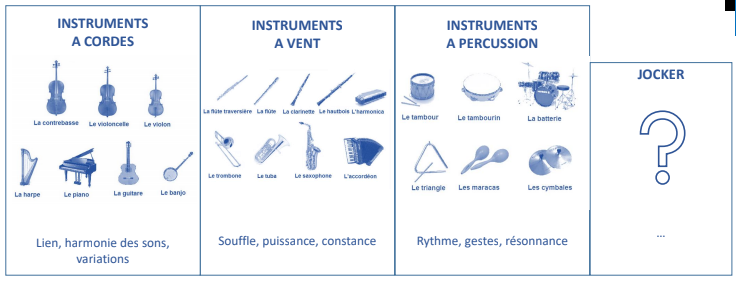 INSTRUMENTS
A CORDES
La contrebasse Le violoncelle Le violon
La harpe Le piano La guitare Le banjo
Lien, harmonie des sons,
variations
INSTRUMENTS
A VENT
La flûte traversière La flûte La clarinette Le hautbois L'harmonica
Le trombone Le tuba Le saxophone L'accordéon
Souffle, puissance, constance
INSTRUMENTS
A PERCUSSION
Le tambour Le tambourin La batterie
Le triangle Les maracas Les cymbales
Rythme, gestes, résonnance
JOCKER
?
...